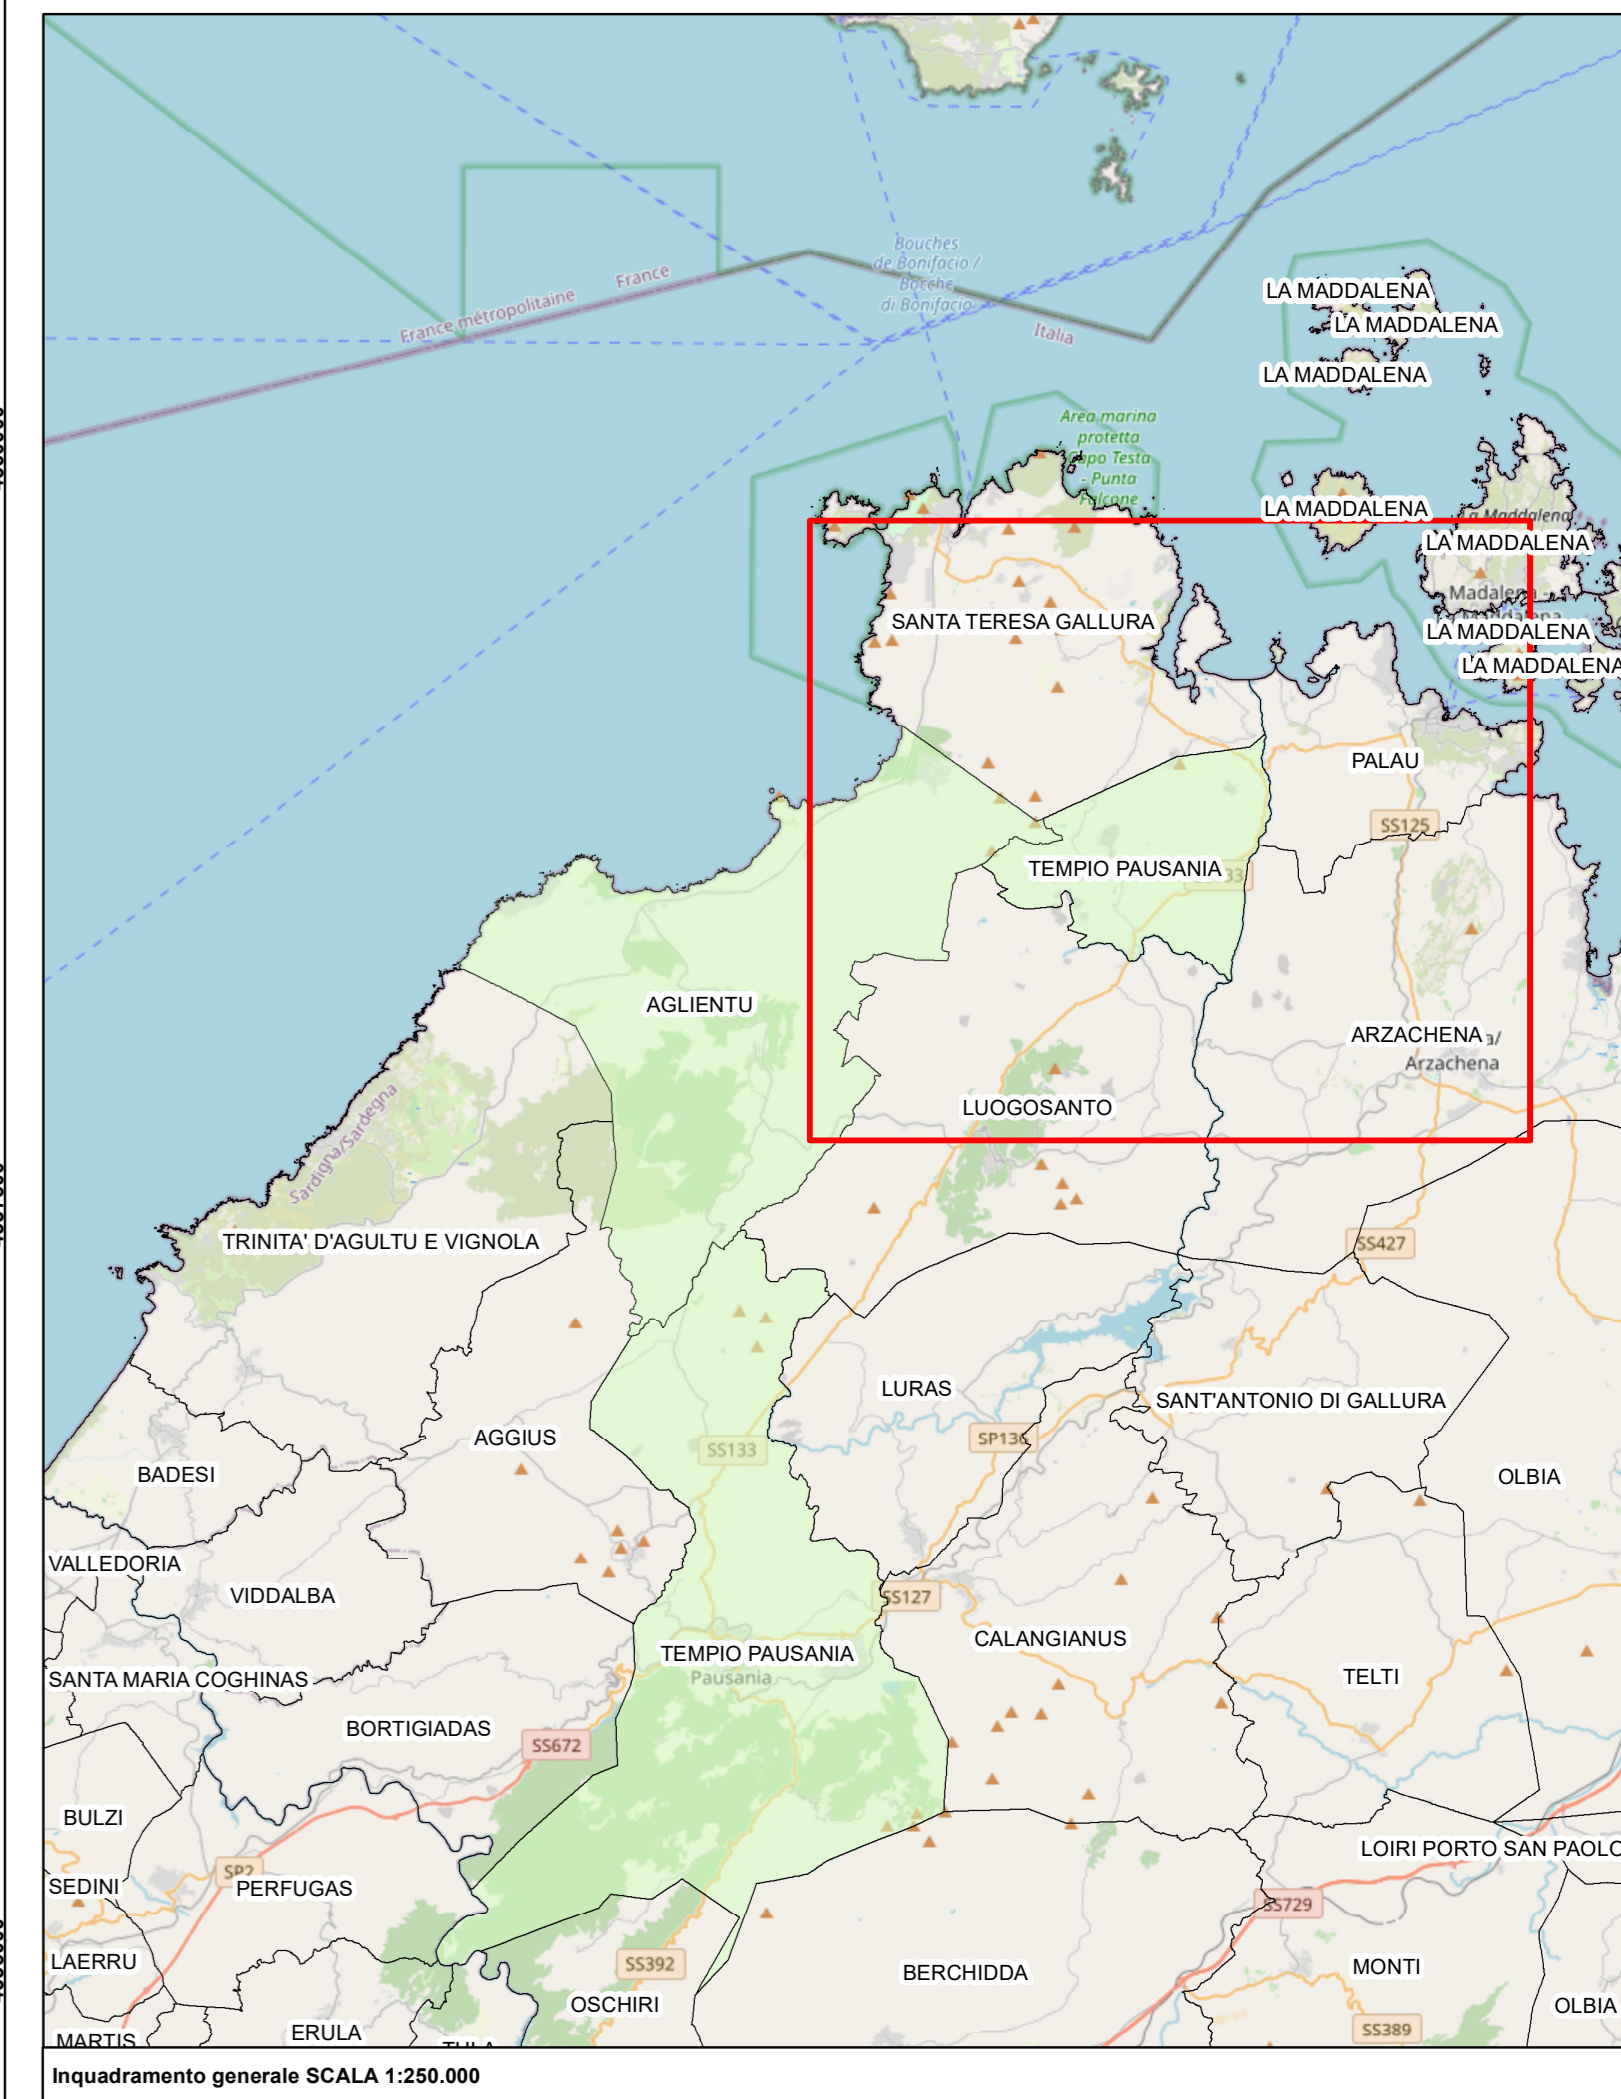 Bouches
de Bonifacio /
Bocche
di Bonifacio
France
France métropolitaine
Italia
LA MADDALENA
LA MADDALENA
LA MADDALENA
Area marina
protetta
Capo Testa
- Punta
Falcone
LA MADDALENA
La Maddalena
LA MADDALENA
SANTA TERESA GALLURA
LA MADDALENA
LA MADDALENA
PALAU
SS125
TEMPIO PAUSANIA
AGLIENTU
ARZACHENA
Arzachena
LUOGOSANTO
Sardigna/Sardegna
TRINITA' D'AGULTU E VIGNOLA
SS427
LURAS
SANT'ANTONIO DI GALLURA
AGGIUS
SS133
SP136
BADESI
OLBIA
VALLEDORIA
VIDDALBA
SS127
CALANGIANUS
TEMPIO PAUSANIA
Pausania
SANTA MARIA COGHINAS
TELTI
BORTIGIADAS
SS672
BULZI
LOIRI PORTO SAN PAOLO
SP2
SEDINI
PERFUGAS
SS729
LAERRU
SS392
BERCHIDDA
MONTI
OSCHIRI
OLBIA
ERULA
SS389
MARTIS
TULA
Inquadramento generale SCALA 1:250.000